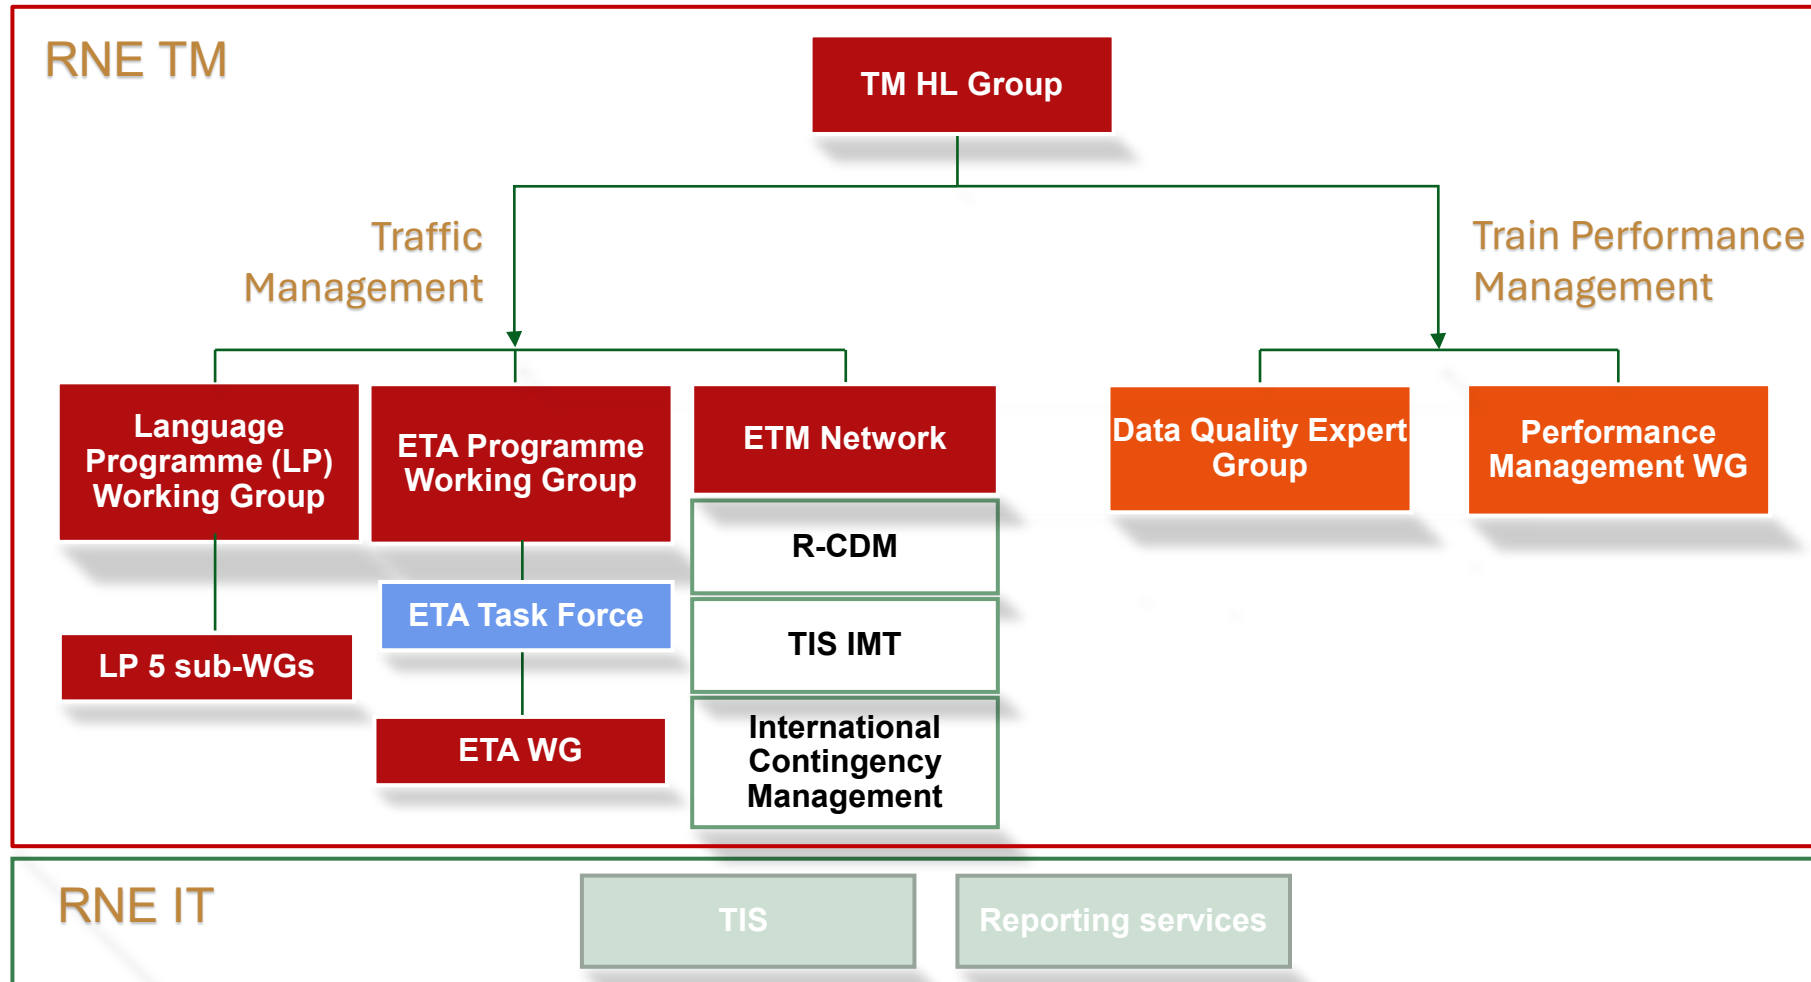 RNE TM
TM HL Group
Traffic
Management
Train Performance
Management
Language
Programme (LP)
Working Group
ETA Programme
Working Group
ETM Network
Data Quality Expert
Group
Performance
Management WG
R-CDM
ETA Task Force
TIS IMT
LP 5 sub-WGs
International
Contingency
Management
ETA WG
RNE IT
TIS
Reporting services